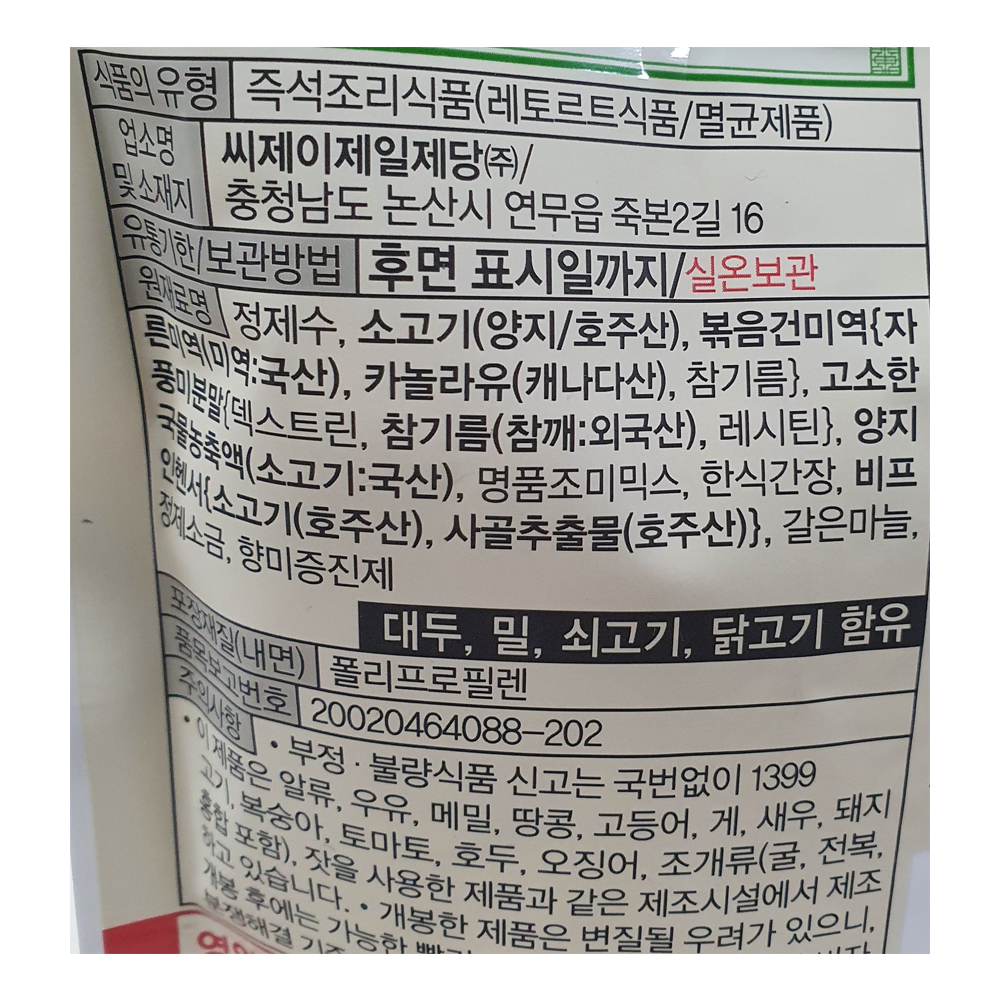 식품의 유형 즉석조리식품(레토르트식품/멸균제품)
업소명 및 소재지 씨제이제일제당㈜/
충청남도 논산시 연무읍 죽본2길 16
유통기한/보관방법 후면 표시일까지/실온보관
원재료명 정제수, 소고기(양지/호주산), 볶음건미역{자
른미역(미역:국산), 카놀라유(캐나다산), 참기름}, 고소한
풍미분말{덱스트린, 참기름(참깨:외국산), 레시틴}, 양지
국물농축액(소고기:국산), 명품조미믹스, 한식간장, 비프
인헨서{소고기(호주산), 사골추출물(호주산)}, 갈은마늘,
정제소금, 향미증진제
대두, 밀, 쇠고기, 닭고기 함유
포장재질(내면) 폴리프로필렌
품목보고번호 20020464088-202
주의사항 • 부정·불량식품 신고는 국번없이 1399
• 이 제품은 알류, 우유, 메밀, 땅콩, 고등어, 게, 새우, 돼지
고기, 복숭아, 토마토, 호두, 오징어, 조개류(굴, 전복,
홍합 포함), 잣을 사용한 제품과 같은 제조시설에서 제조
하고 있습니다. • 개봉한 제품은 변질될 우려가 있으니,
개봉 후에는 가능한
분쟁해결